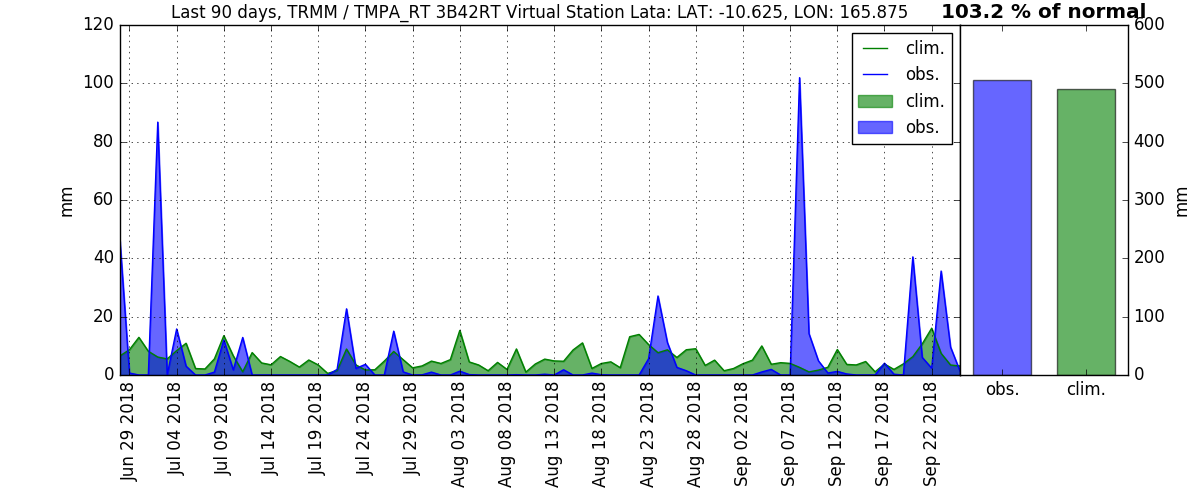 Last 90 days, TRMM / TMPA_RT 3B42RT Virtual Station Lata: LAT: -10.625, LON: 165.875
103.2 % of normal
120
100
80
60
40
20
0
mm
clim.
obs.
clim.
obs.
600
500
400
300
200
100
0
mm
Jun 29 2018
Jul 04 2018
Jul 09 2018
Jul 14 2018
Jul 19 2018
Jul 24 2018
Jul 29 2018
Aug 03 2018
Aug 08 2018
Aug 13 2018
Aug 18 2018
Aug 23 2018
Aug 28 2018
Sep 02 2018
Sep 07 2018
Sep 12 2018
Sep 17 2018
Sep 22 2018
obs.
clim.